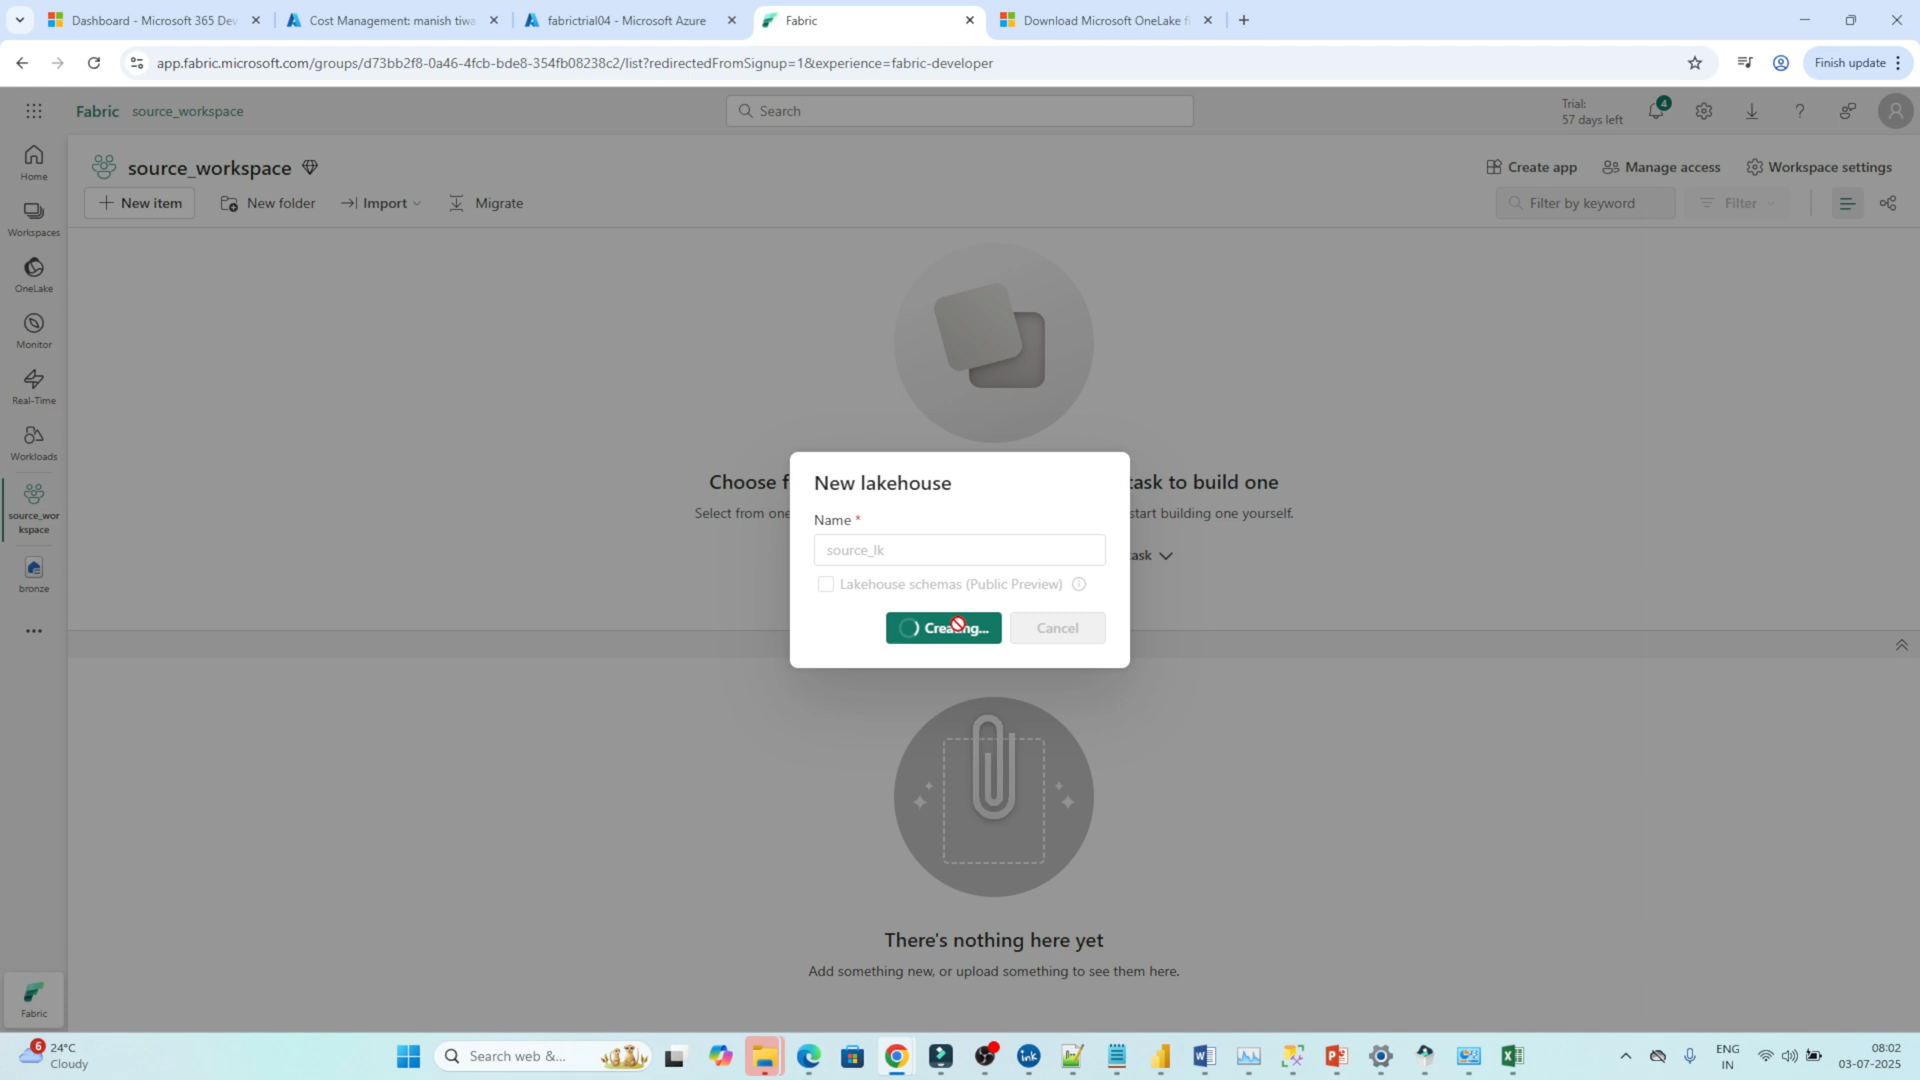 Dashboard - Microsoft 365 Dev
Cost Management: manish tiwa
fabrictrial04 - Microsoft Azure
Fabric
Download Microsoft OneLake fi
app.fabric.microsoft.com/groups/d73bb2f8-0a46-4fcb-bde8-354fb08238c2/list?redirectedFromSignup=1&experience=fabric-developer
Finish update
Fabric
source_workspace
Search
Trial:
57 days left
4
Home
source_workspace
Create app
Manage access
Workspace settings
New item
New folder
Import
Migrate
Filter by keyword
Filter
Workspaces
OneLake
Monitor
Real-Time
Workloads
source_wor
kspace
bronze
Choose f
task to build one
Select from one
start building one yourself.
ask
New lakehouse
Name *
source_lk
Lakehouse schemas (Public Preview)
Creating...
Cancel
There's nothing here yet
Add something new, or upload something to see them here.
Fabric
6
24°C
Cloudy
Search web &...
ink
ENG
IN
08:02
03-07-2025